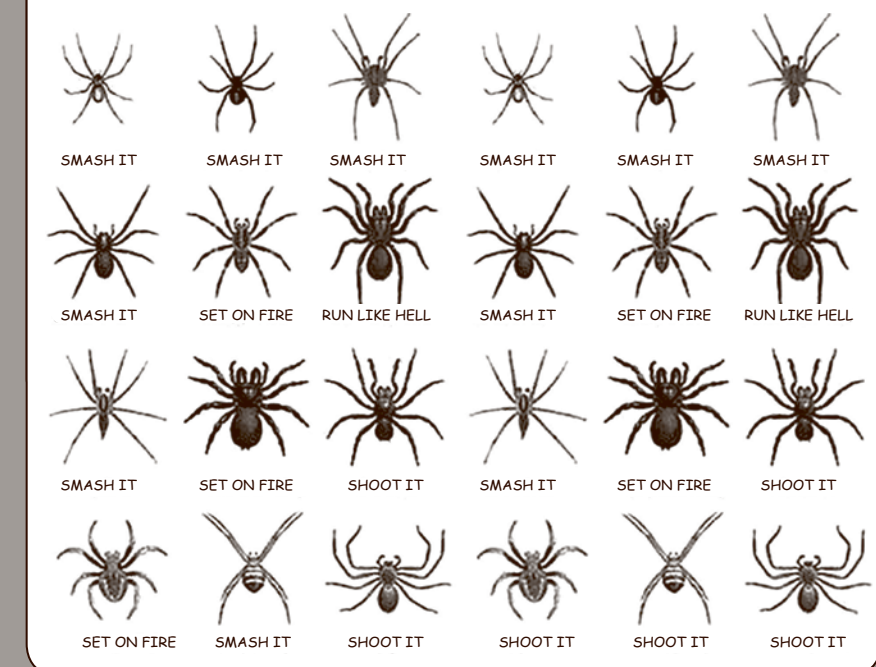 SMASH IT SMASH IT SMASH IT SMASH IT SMASH IT SMASH IT
SMASH IT SET ON FIRE RUN LIKE HELL SMASH IT SET ON FIRE RUN LIKE HELL
SMASH IT SET ON FIRE SHOOT IT SMASH IT SET ON FIRE SHOOT IT
SET ON FIRE SMASH IT SHOOT IT SHOOT IT SHOOT IT SHOOT IT